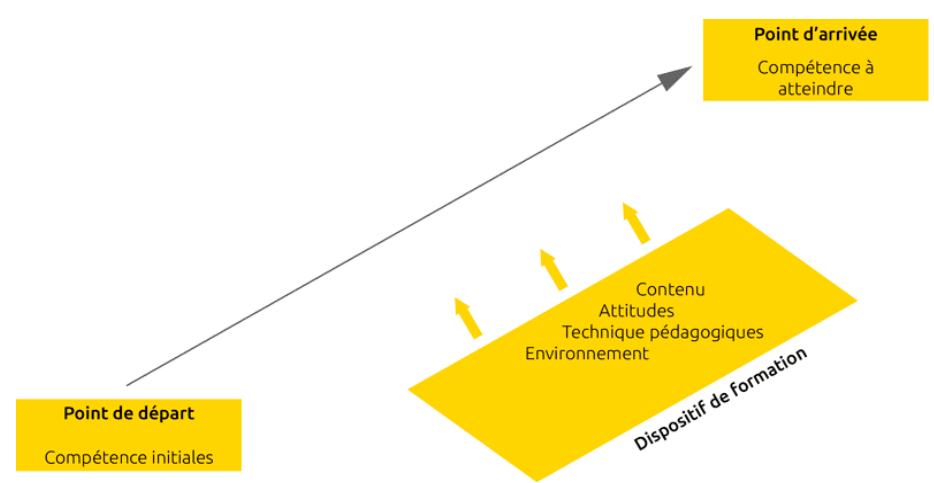 Point d'arrivée
Compétence à
atteindre
Contenu
Attitudes
Technique pédagogiques
Environnement
Dispositif de formation
Point de départ
Compétence initiales